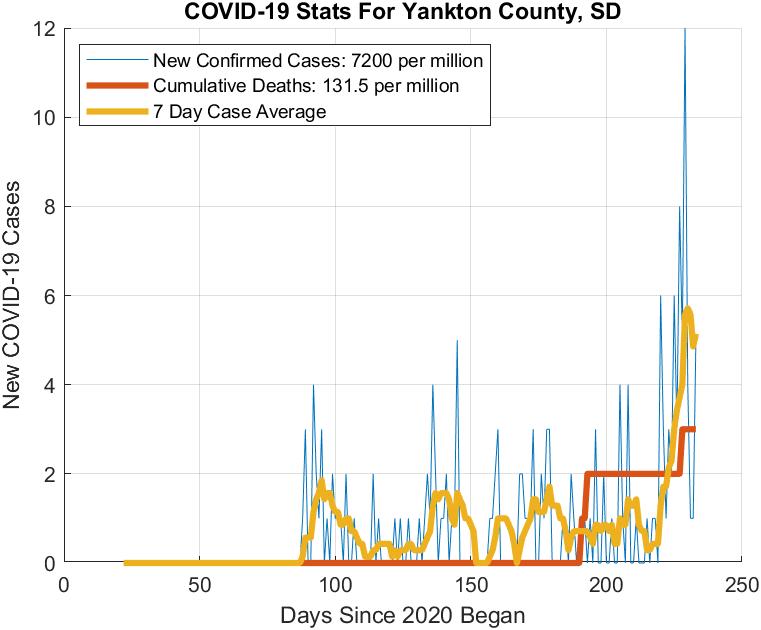 COVID-19 Stats For Yankton County, SD
New Confirmed Cases: 7200 per million
Cumulative Deaths: 131.5 per million
7 Day Case Average
New COVID-19 Cases
12
10
8
6
4
2
0
0 50 100 150 200 250
Days Since 2020 Began